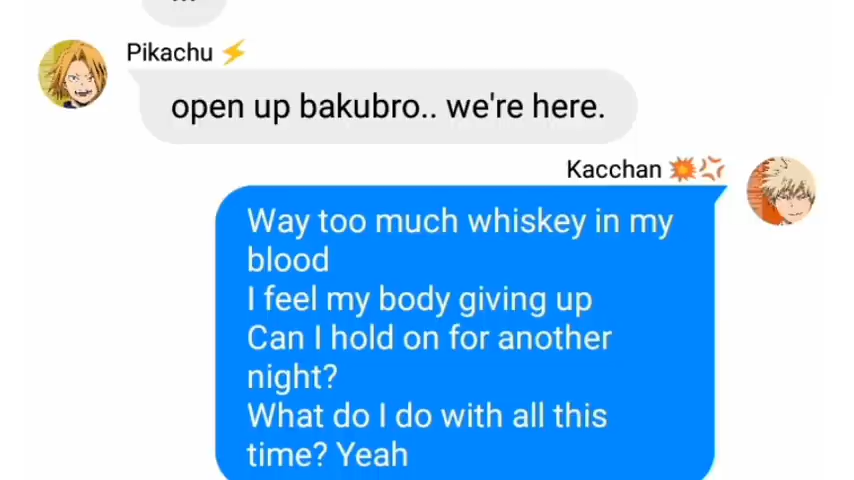 ...
Pikachu ⚡
open up bakubro.. we're here.
Kacchan 💥💢
Way too much whiskey in my
blood
I feel my body giving up
Can I hold on for another
night?
What do I do with all this
time? Yeah